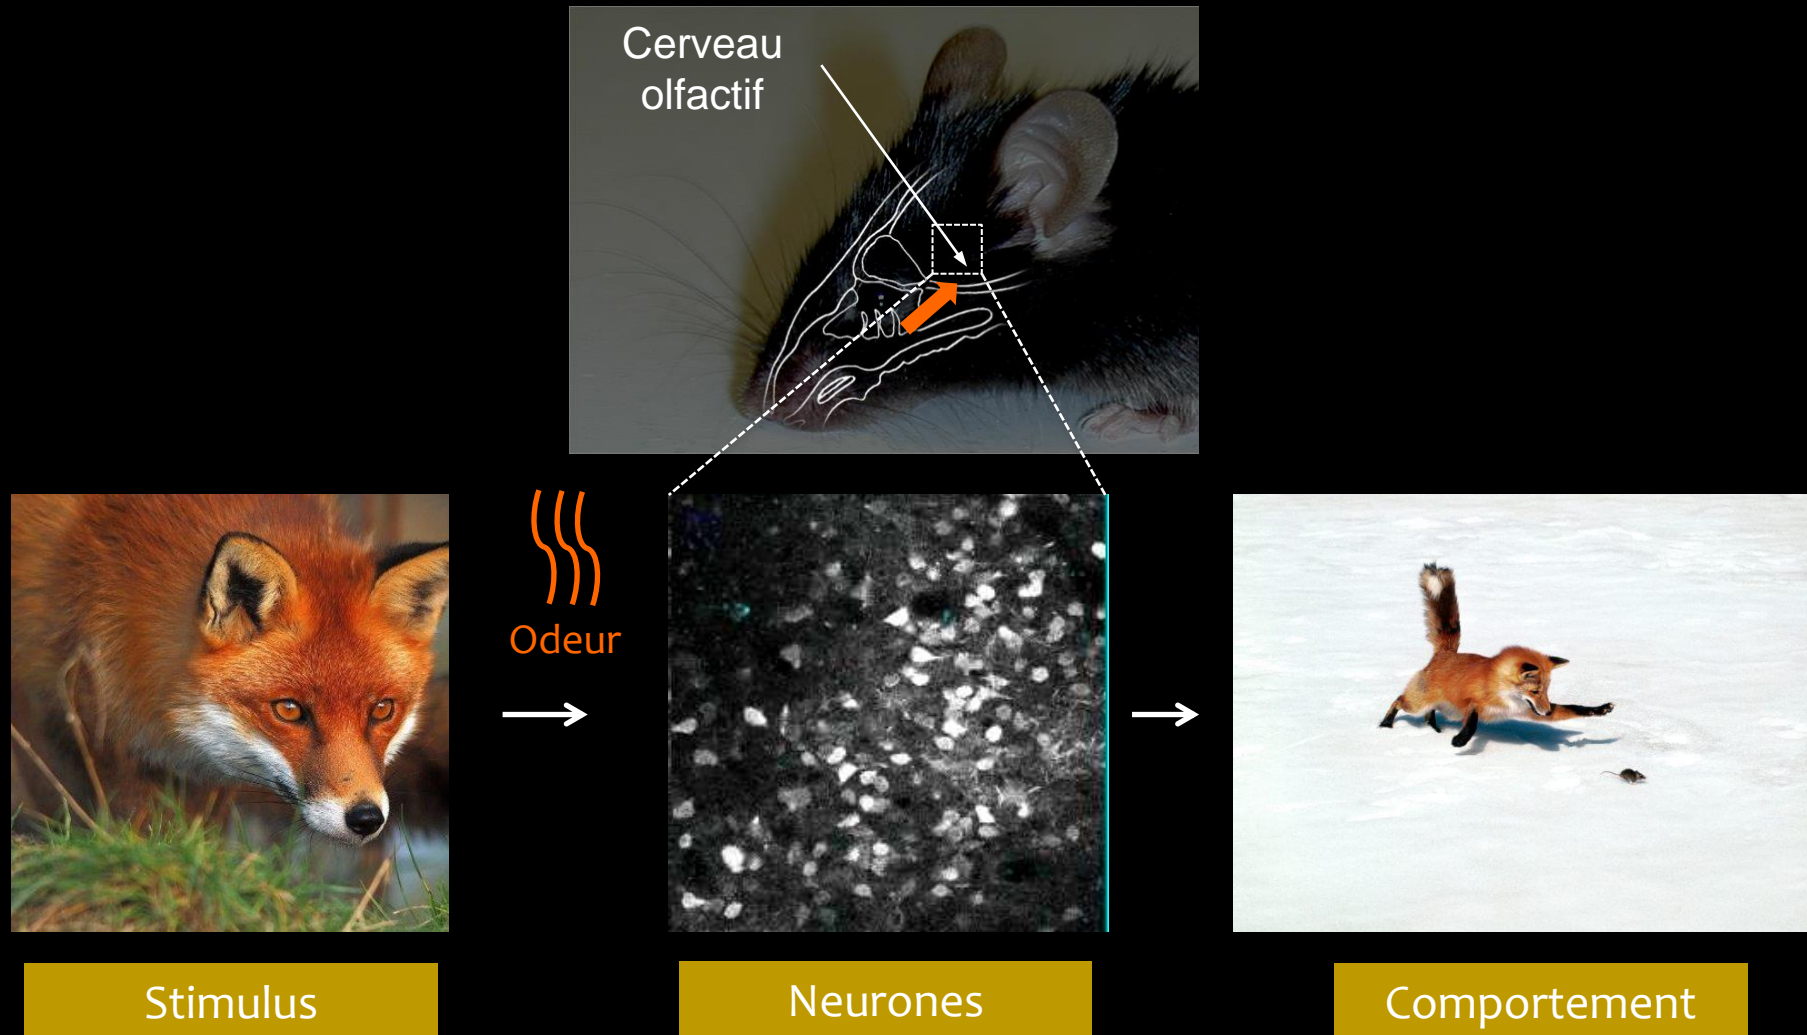 Cerveau
olfactif
Odeur
Stimulus
Neurones
Comportement